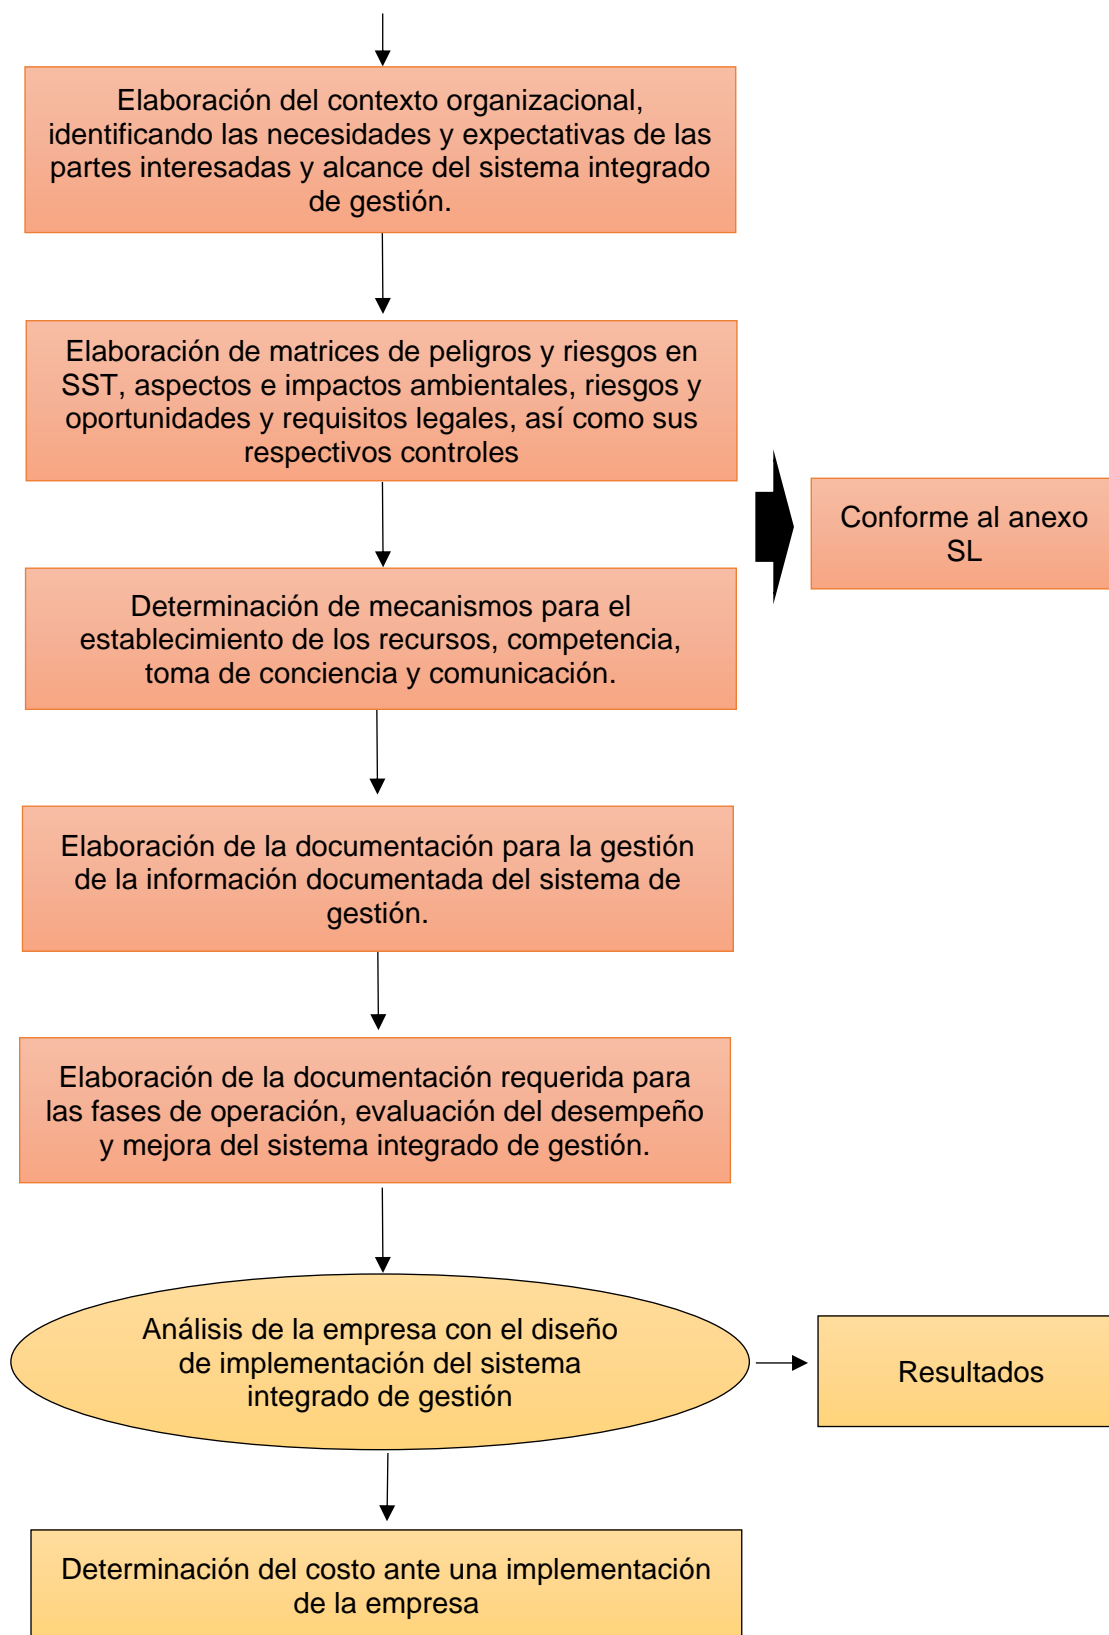 Elaboración del contexto organizacional,
identificando las necesidades y expectativas de las
partes interesadas y alcance del sistema integrado
de gestión.
Elaboración de matrices de peligros y riesgos en
SST, aspectos e impactos ambientales, riesgos y
oportunidades y requisitos legales, así como sus
respectivos controles
Conforme al anexo
SL
Determinación de mecanismos para el
establecimiento de los recursos, competencia,
toma de conciencia y comunicación.
Elaboración de la documentación para la gestión
de la información documentada del sistema de
gestión.
Elaboración de la documentación requerida para
las fases de operación, evaluación del desempeño
y mejora del sistema integrado de gestión.
Análisis de la empresa con el diseño
de implementación del sistema
integrado de gestión
Resultados
Determinación del costo ante una implementación
de la empresa